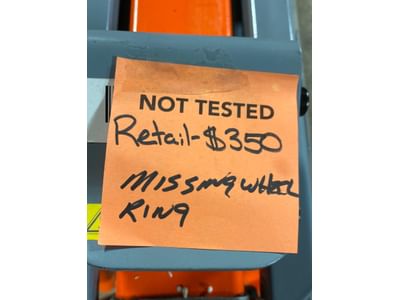 NOT TESTED
Retail-$350
MISSING WHEEL
RING